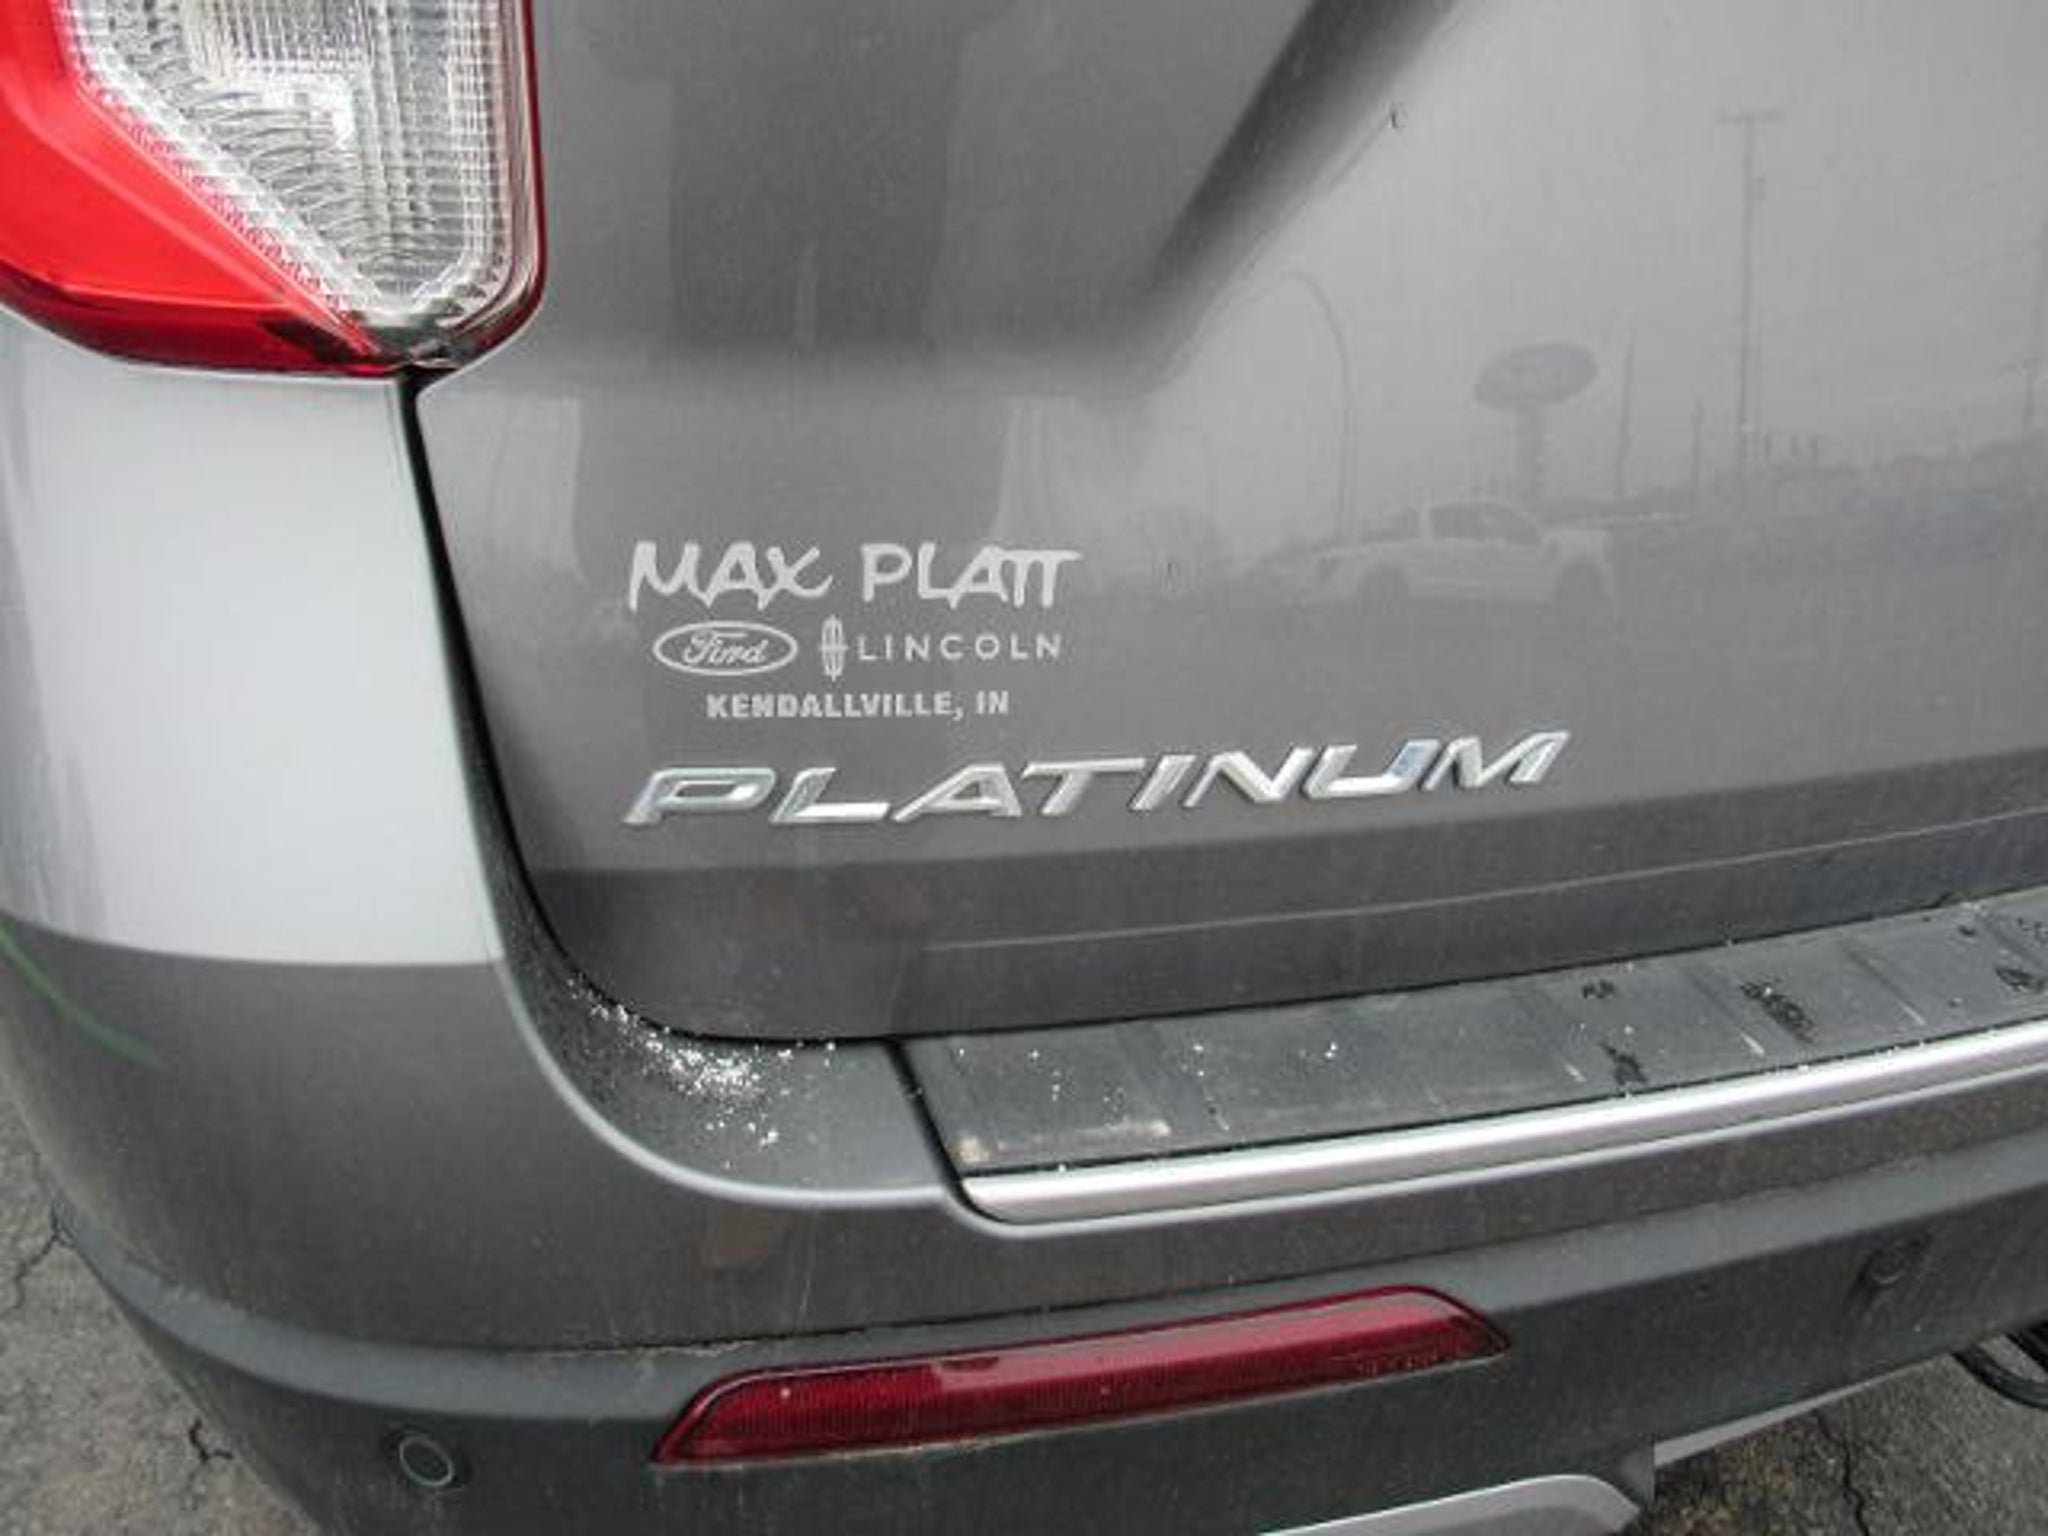 MAX PLATT
Ford LINCOLN
KENDALLVILLE, IN
PLATINUM